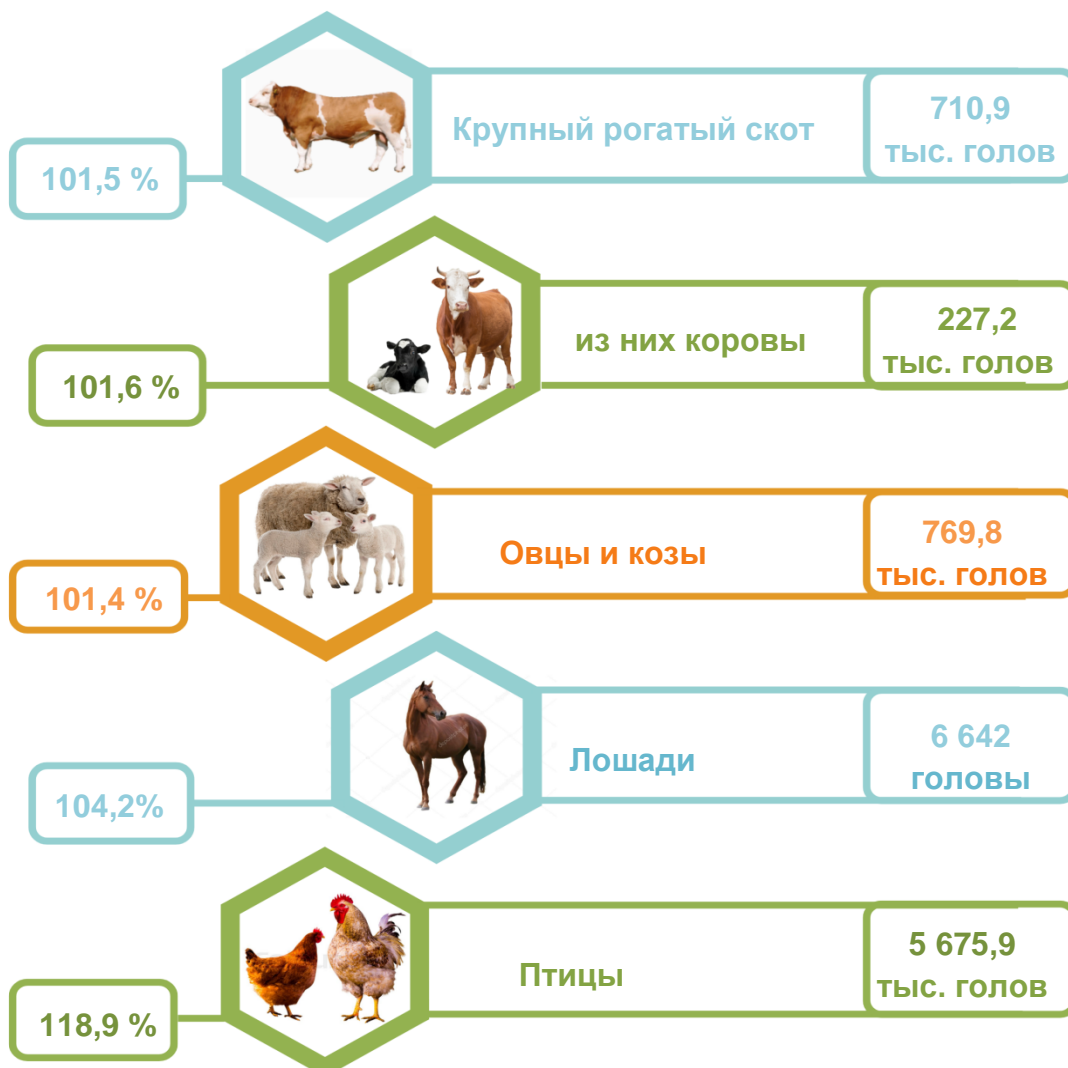 Крупный рогатый скот
710,9
тыс. голов
101,5 %
из них коровы
227,2
тыс. голов
101,6 %
Овцы и козы
769,8
тыс. голов
101,4 %
Лошади
6 642
головы
104,2%
Птицы
5 675,9
тыс. голов
118,9 %